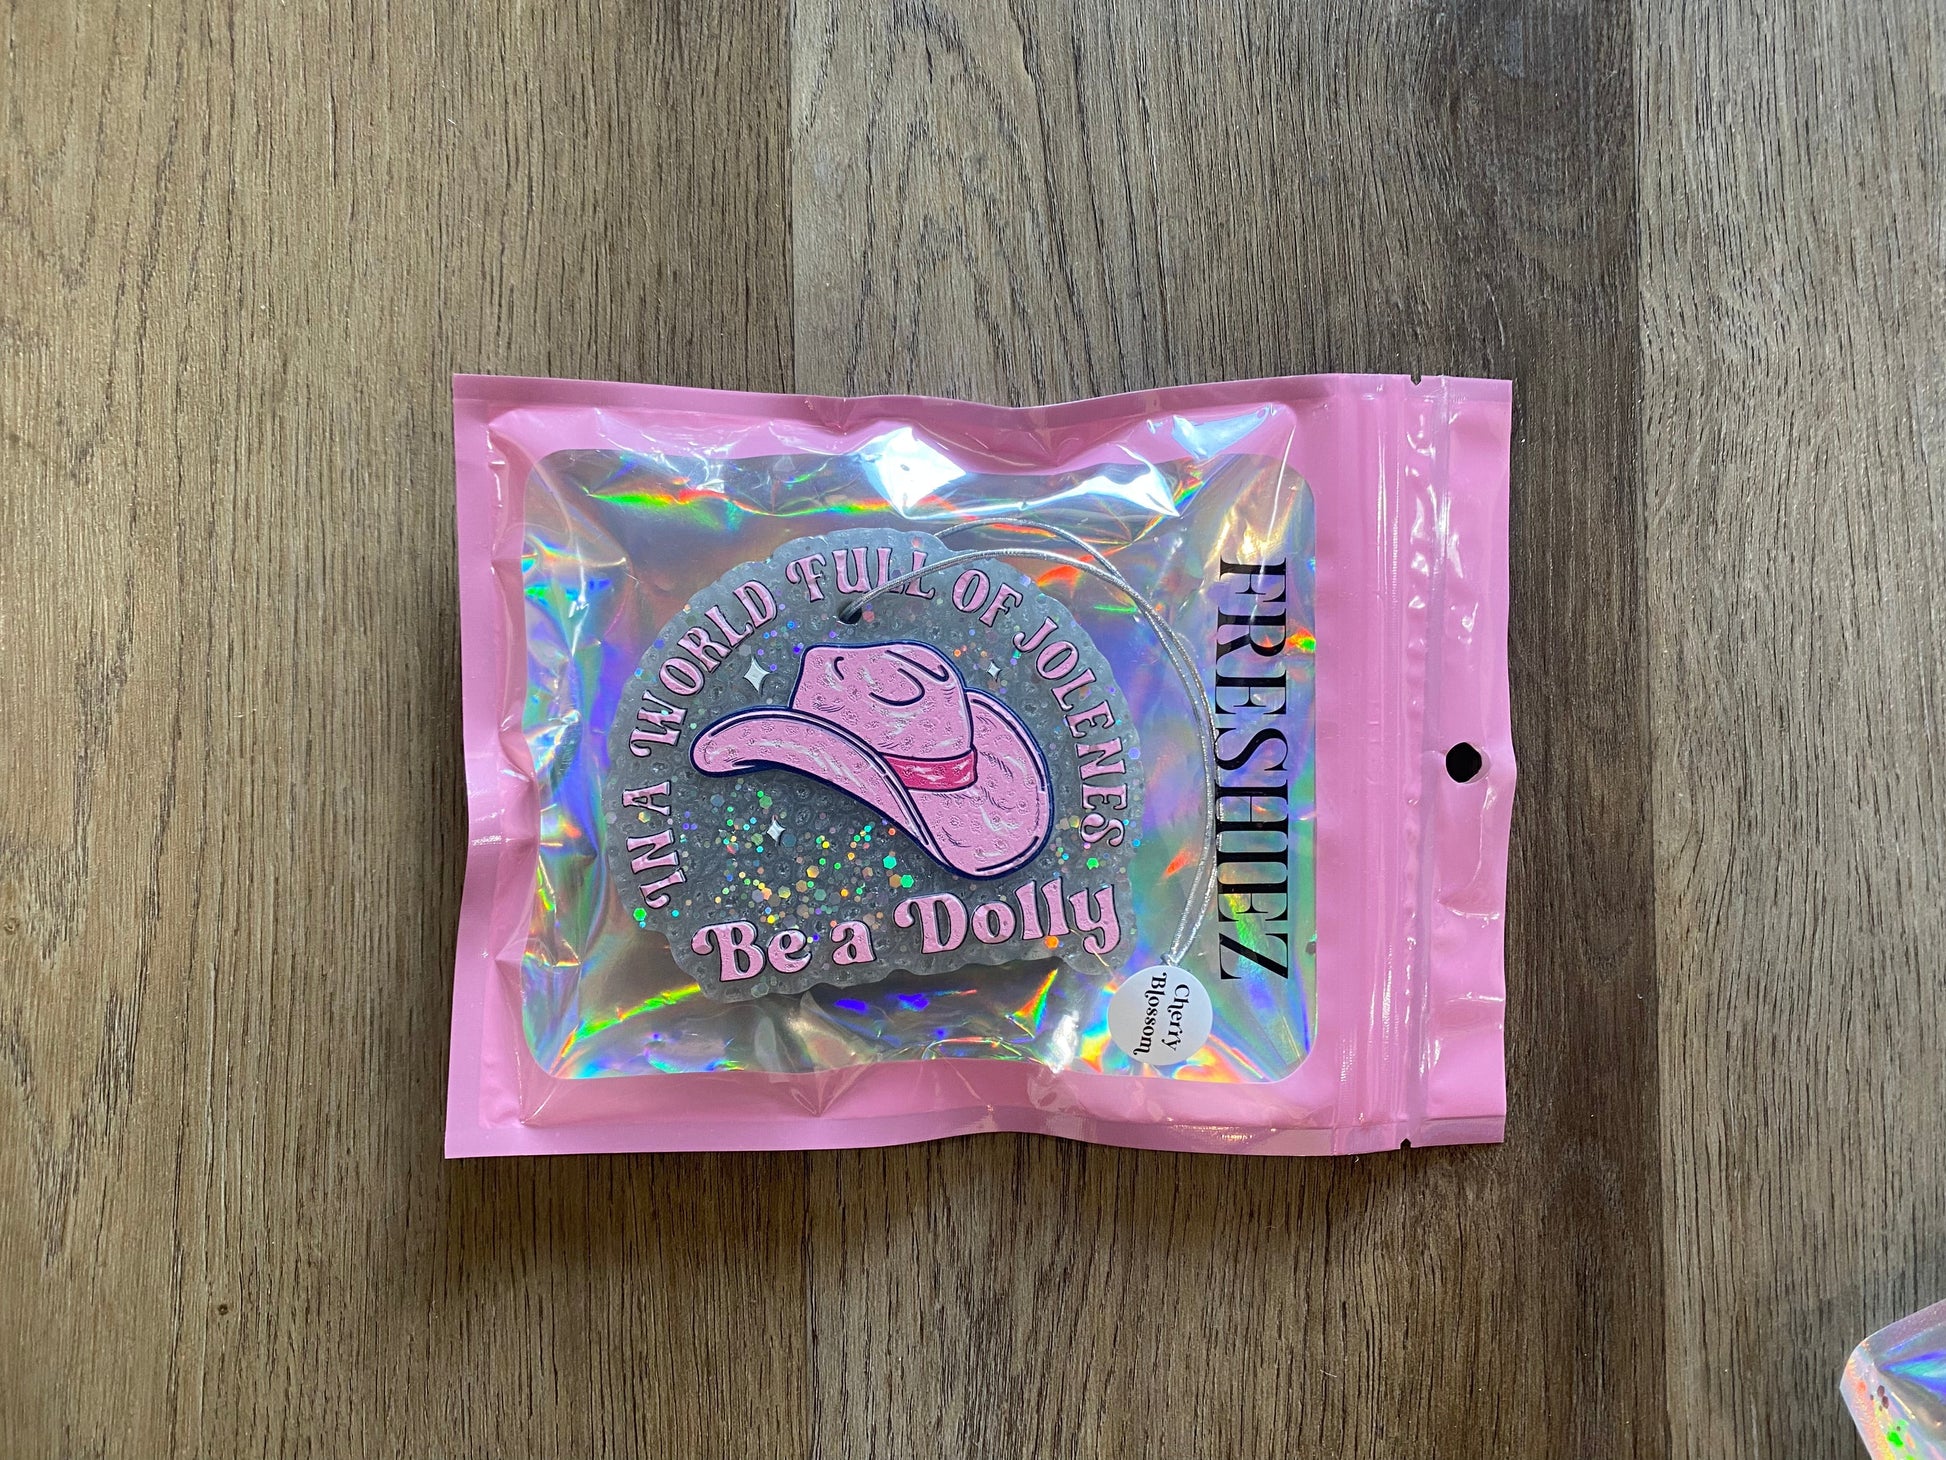 IN A WORLD FULL OF JOLENES
Be a Dolly
FRESHIEZ
Cherry
Blossom